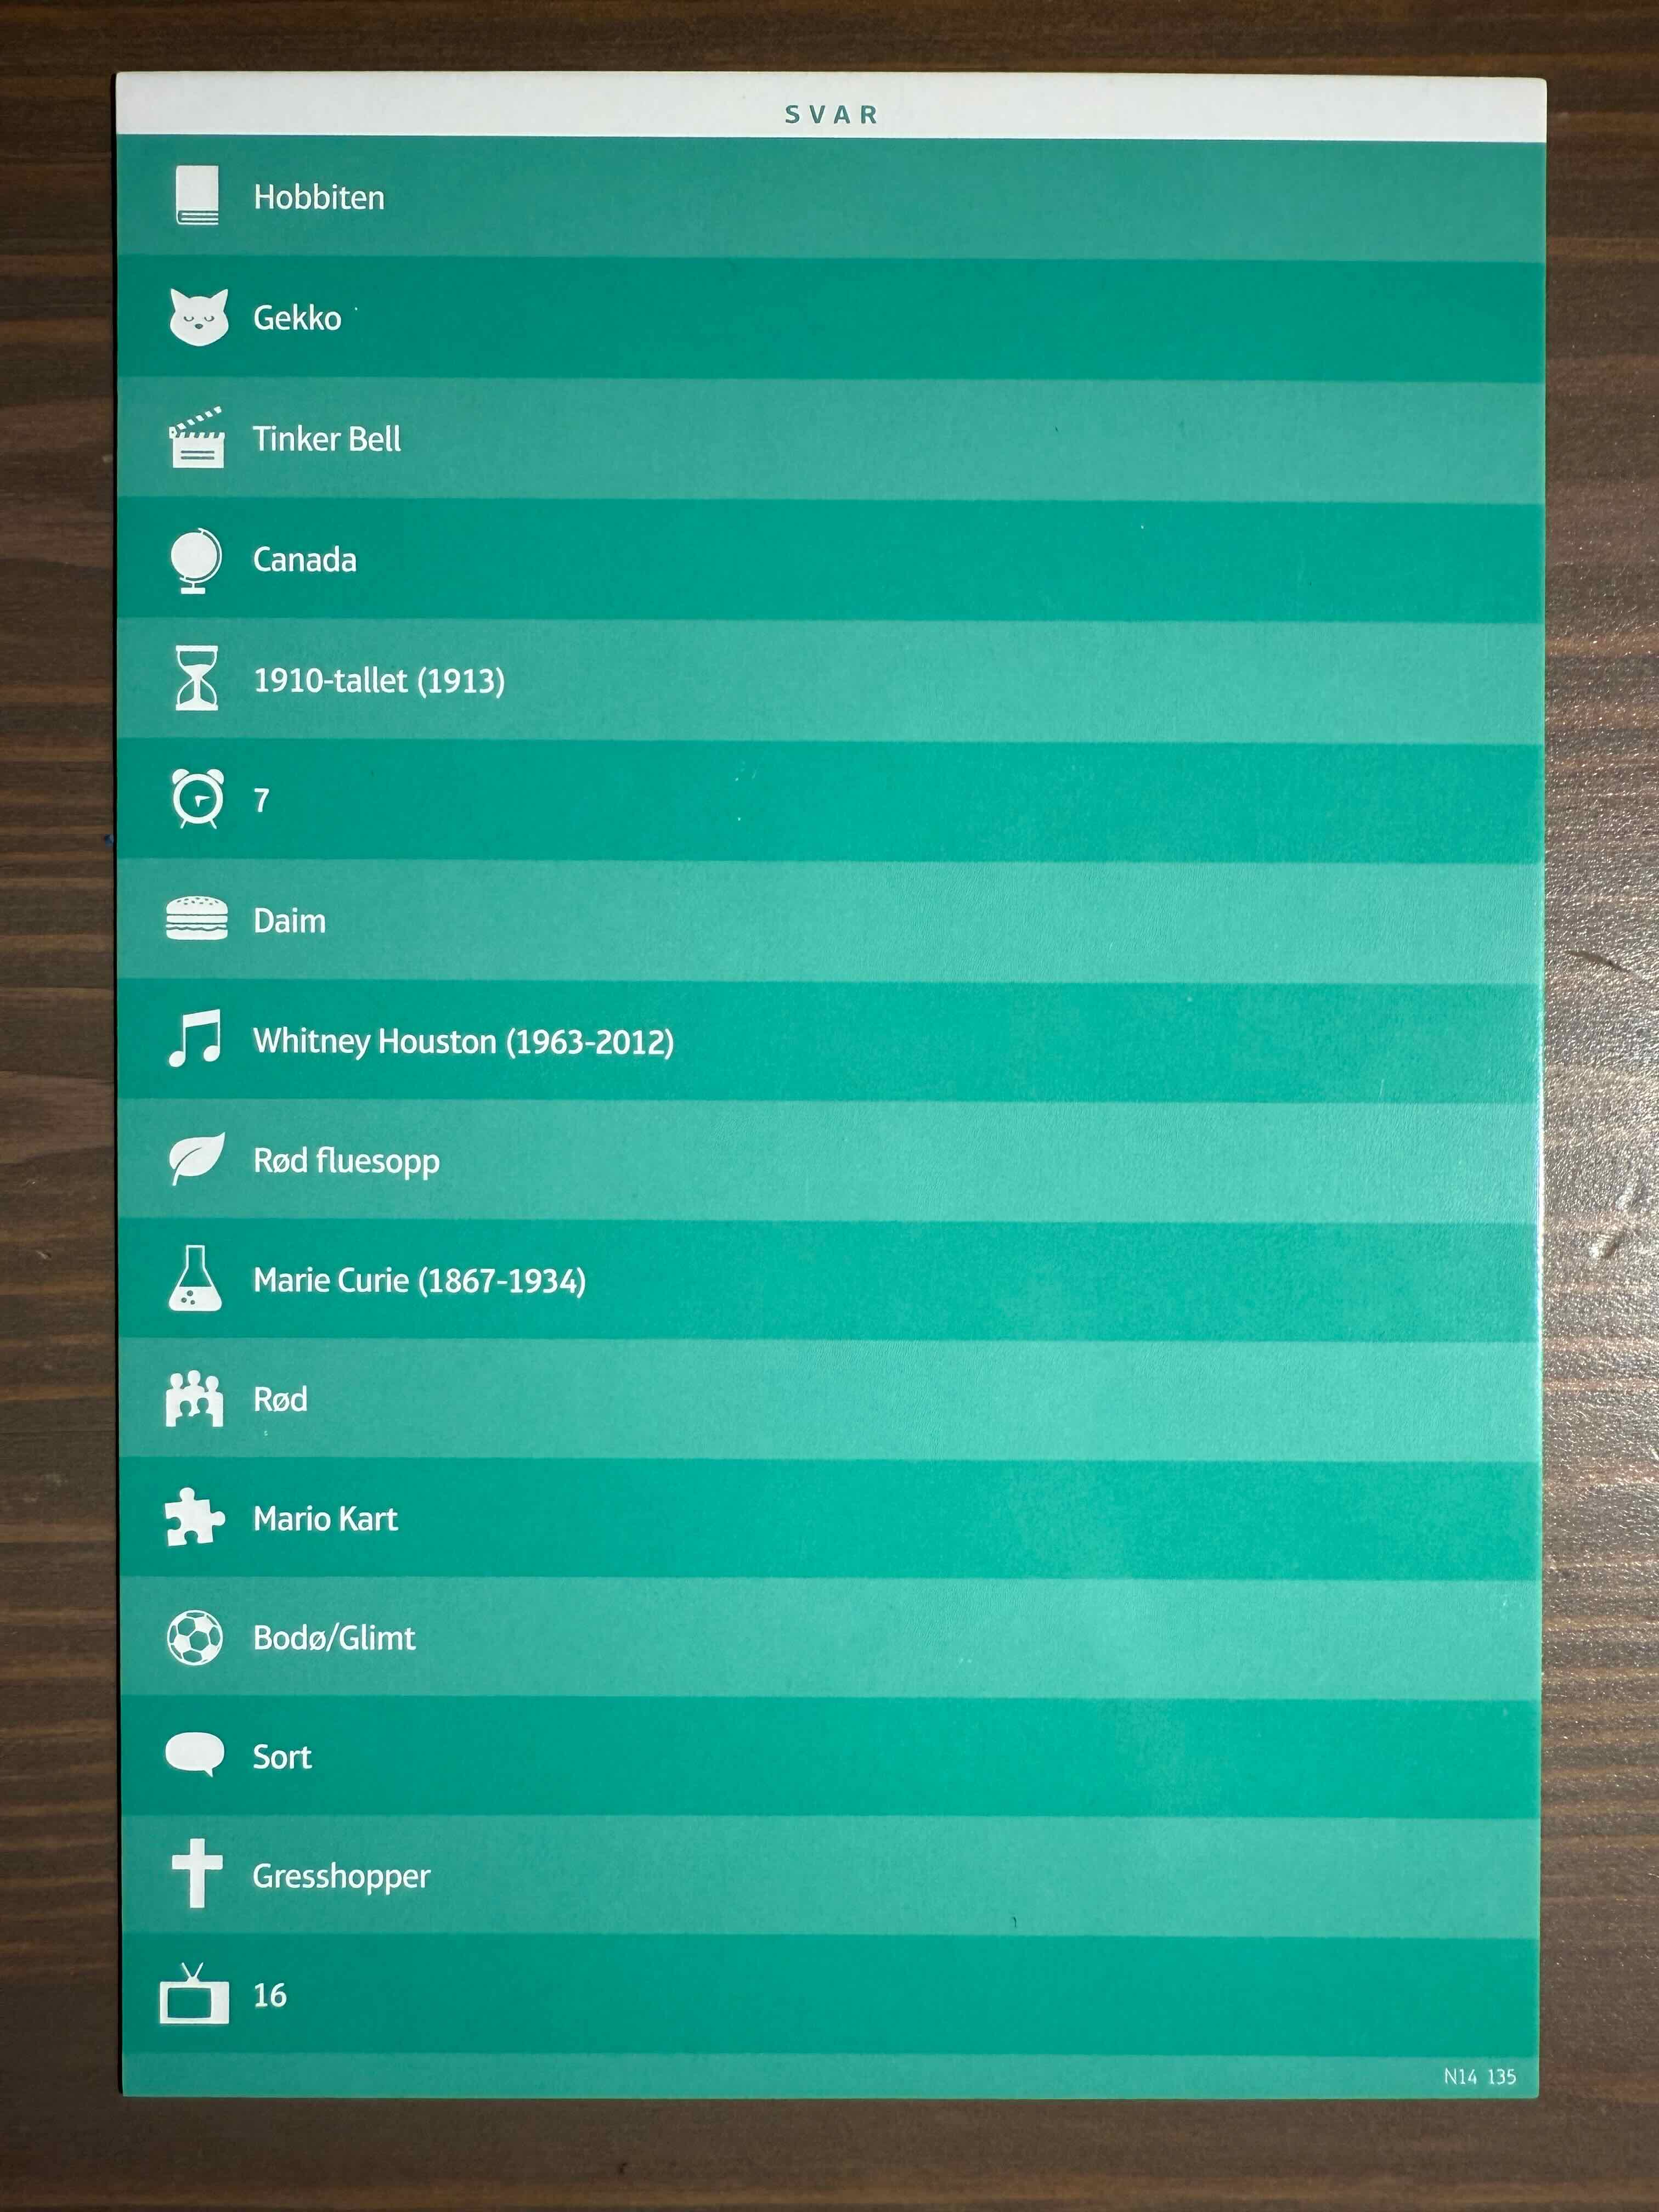 SVAR
Hobbiten
Gekko
Tinker Bell
Canada
1910-tallet (1913)
7
Daim
Whitney Houston (1963-2012)
Rød fluesopp
Marie Curie (1867-1934)
Rød
Mario Kart
Bodø/Glimt
Sort
Gresshopper
16
N14 135